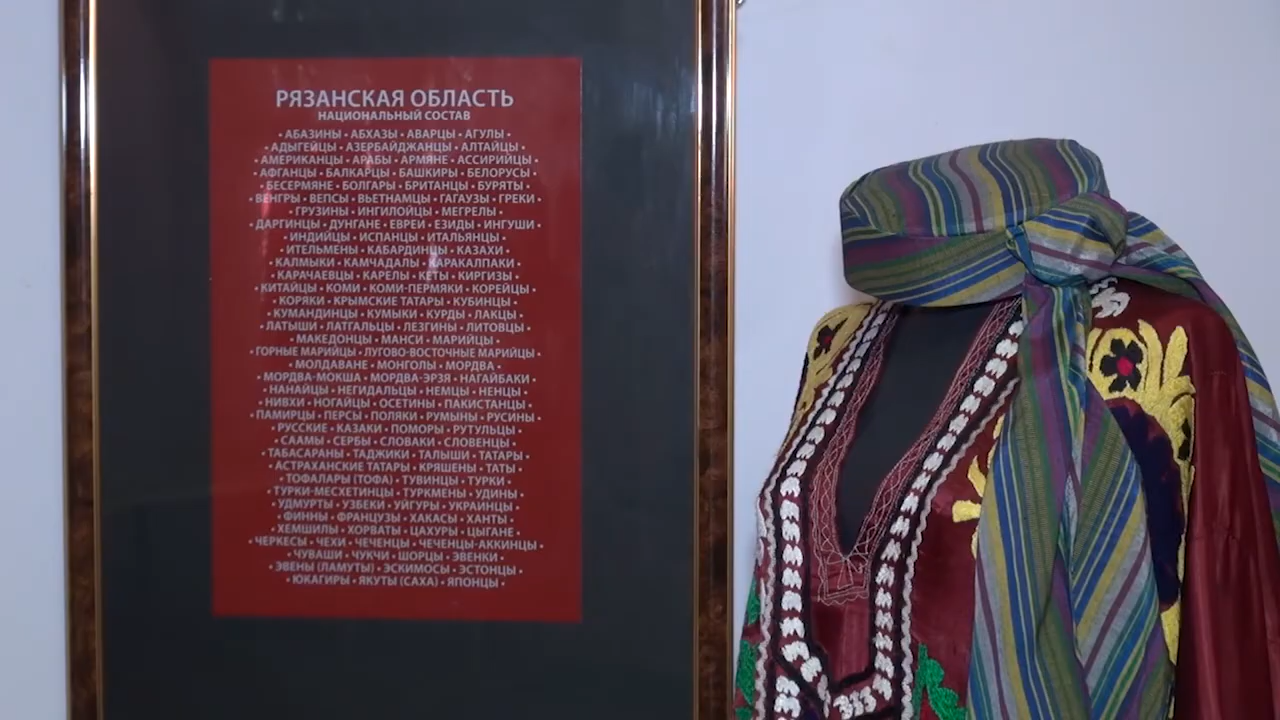 РЯЗАНСКАЯ ОБЛАСТЬ
НАЦИОНАЛЬНЫЙ СОСТАВ
• АБАЗИНЫ • АБХАЗЫ • АВАРЦЫ • АГУЛЫ •
• АДЫГЕЙЦЫ • АЗЕРБАЙДЖАНЦЫ • АЛТАЙЦЫ •
• АМЕРИКАНЦЫ • АРАБЫ • АРМЯНЕ • АССИРИЙЦЫ •
• АФГАНЦЫ • БАЛКАРЦЫ • БАШКИРЫ • БЕЛОРУСЫ •
• БЕСЕРМЯНЕ • БОЛГАРЫ • БРИТАНЦЫ • БУРЯТЫ •
• ВЕНГРЫ • ВЕПСЫ • ВЬЕТНАМЦЫ • ГАГАУЗЫ • ГРЕКИ •
• ГРУЗИНЫ • ИНГИЛОЙЦЫ • МЕГРЕЛЫ •
• ДАРГИНЦЫ • ДУНГАНЕ • ЕВРЕИ • ЕЗИДЫ • ИНГУШИ •
• ИНДИЙЦЫ • ИСПАНЦЫ • ИТАЛЬЯНЦЫ •
• ИТЕЛЬМЕНЫ • КАБАРДИНЦЫ • КАЗАХИ •
• КАЛМЫКИ • КАМЧАДАЛЫ • КАРАКАЛПАКИ •
• КАРАЧАЕВЦЫ • КАРЕЛЫ • КЕТЫ • КИРГИЗЫ •
• КИТАЙЦЫ • КОМИ • КОМИ-ПЕРМЯКИ • КОРЕЙЦЫ •
• КОРЯКИ • КРЫМСКИЕ ТАТАРЫ • КУБИНЦЫ •
• КУМАНДИНЦЫ • КУМЫКИ • КУРДЫ • ЛАКЦЫ •
• ЛАТЫШИ • ЛАТГАЛЬЦЫ • ЛЕЗГИНЫ • ЛИТОВЦЫ •
• МАКЕДОНЦЫ • МАНСИ • МАРИЙЦЫ •
• ГОРНЫЕ МАРИЙЦЫ • ЛУГОВО-ВОСТОЧНЫЕ МАРИЙЦЫ •
• МОЛДАВАНЕ • МОНГОЛЫ • МОРДВА •
• МОРДВА-МОКША • МОРДВА-ЭРЗЯ • НАГАЙБАКИ •
• НАНАЙЦЫ • НЕГИДАЛЬЦЫ • НЕМЦЫ • НЕНЦЫ •
• НИВХИ • НОГАЙЦЫ • ОСЕТИНЫ • ПАКИСТАНЦЫ •
• ПАМИРЦЫ • ПЕРСЫ • ПОЛЯКИ • РУМЫНЫ • РУСИНЫ •
• РУССКИЕ • КАЗАКИ • ПОМОРЫ • РУТУЛЬЦЫ •
• СААМЫ • СЕРБЫ • СЛОВАКИ • СЛОВЕНЦЫ •
• ТАБАСАРАНЫ • ТАДЖИКИ • ТАЛЫШИ • ТАТАРЫ •
• АСТРАХАНСКИЕ ТАТАРЫ • КРЯШЕНЫ • ТАТЫ •
• ТОФАЛАРЫ (ТОФА) • ТУВИНЦЫ • ТУРКИ •
• ТУРКИ-МЕСХЕТИНЦЫ • ТУРКМЕНЫ • УДИНЫ •
• УДМУРТЫ • УЗБЕКИ • УЙГУРЫ • УКРАИНЦЫ •
• ФИННЫ • ФРАНЦУЗЫ • ХАКАСЫ • ХАНТЫ •
• ХЕМШИЛЫ • ХОРВАТЫ • ЦАХУРЫ • ЦЫГАНЕ •
• ЧЕРКЕСЫ • ЧЕХИ • ЧЕЧЕНЦЫ • ЧЕЧЕНЦЫ-АККИНЦЫ •
• ЧУВАШИ • ЧУКЧИ • ШОРЦЫ • ЭВЕНКИ •
• ЭВЕНЫ (ЛАМУТЫ) • ЭСКИМОСЫ • ЭСТОНЦЫ •
• ЮКАГИРЫ • ЯКУТЫ (САХА) • ЯПОНЦЫ •